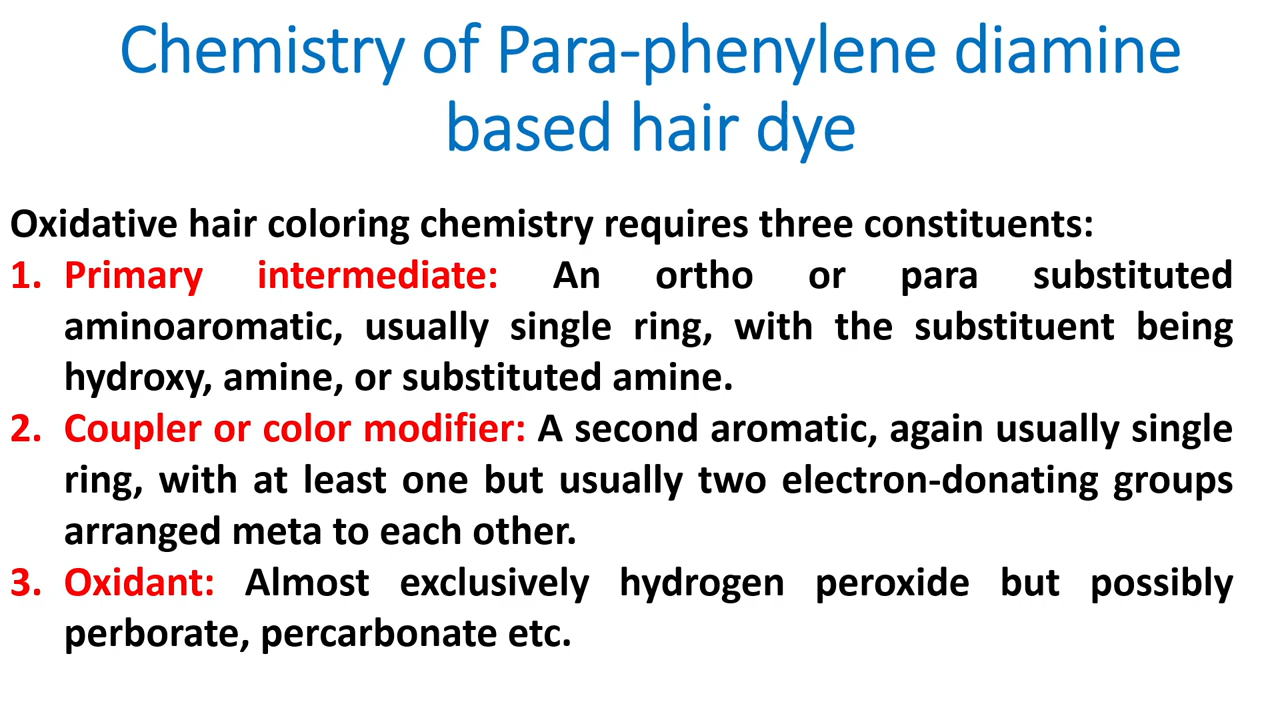 Chemistry of Para-phenylene diamine
based hair dye
Oxidative hair coloring chemistry requires three constituents:
1. Primary intermediate: An ortho or para substituted
aminoaromatic, usually single ring, with the substituent being
hydroxy, amine, or substituted amine.
2. Coupler or color modifier: A second aromatic, again usually single
ring, with at least one but usually two electron-donating groups
arranged meta to each other.
3. Oxidant: Almost exclusively hydrogen peroxide but possibly
perborate, percarbonate etc.